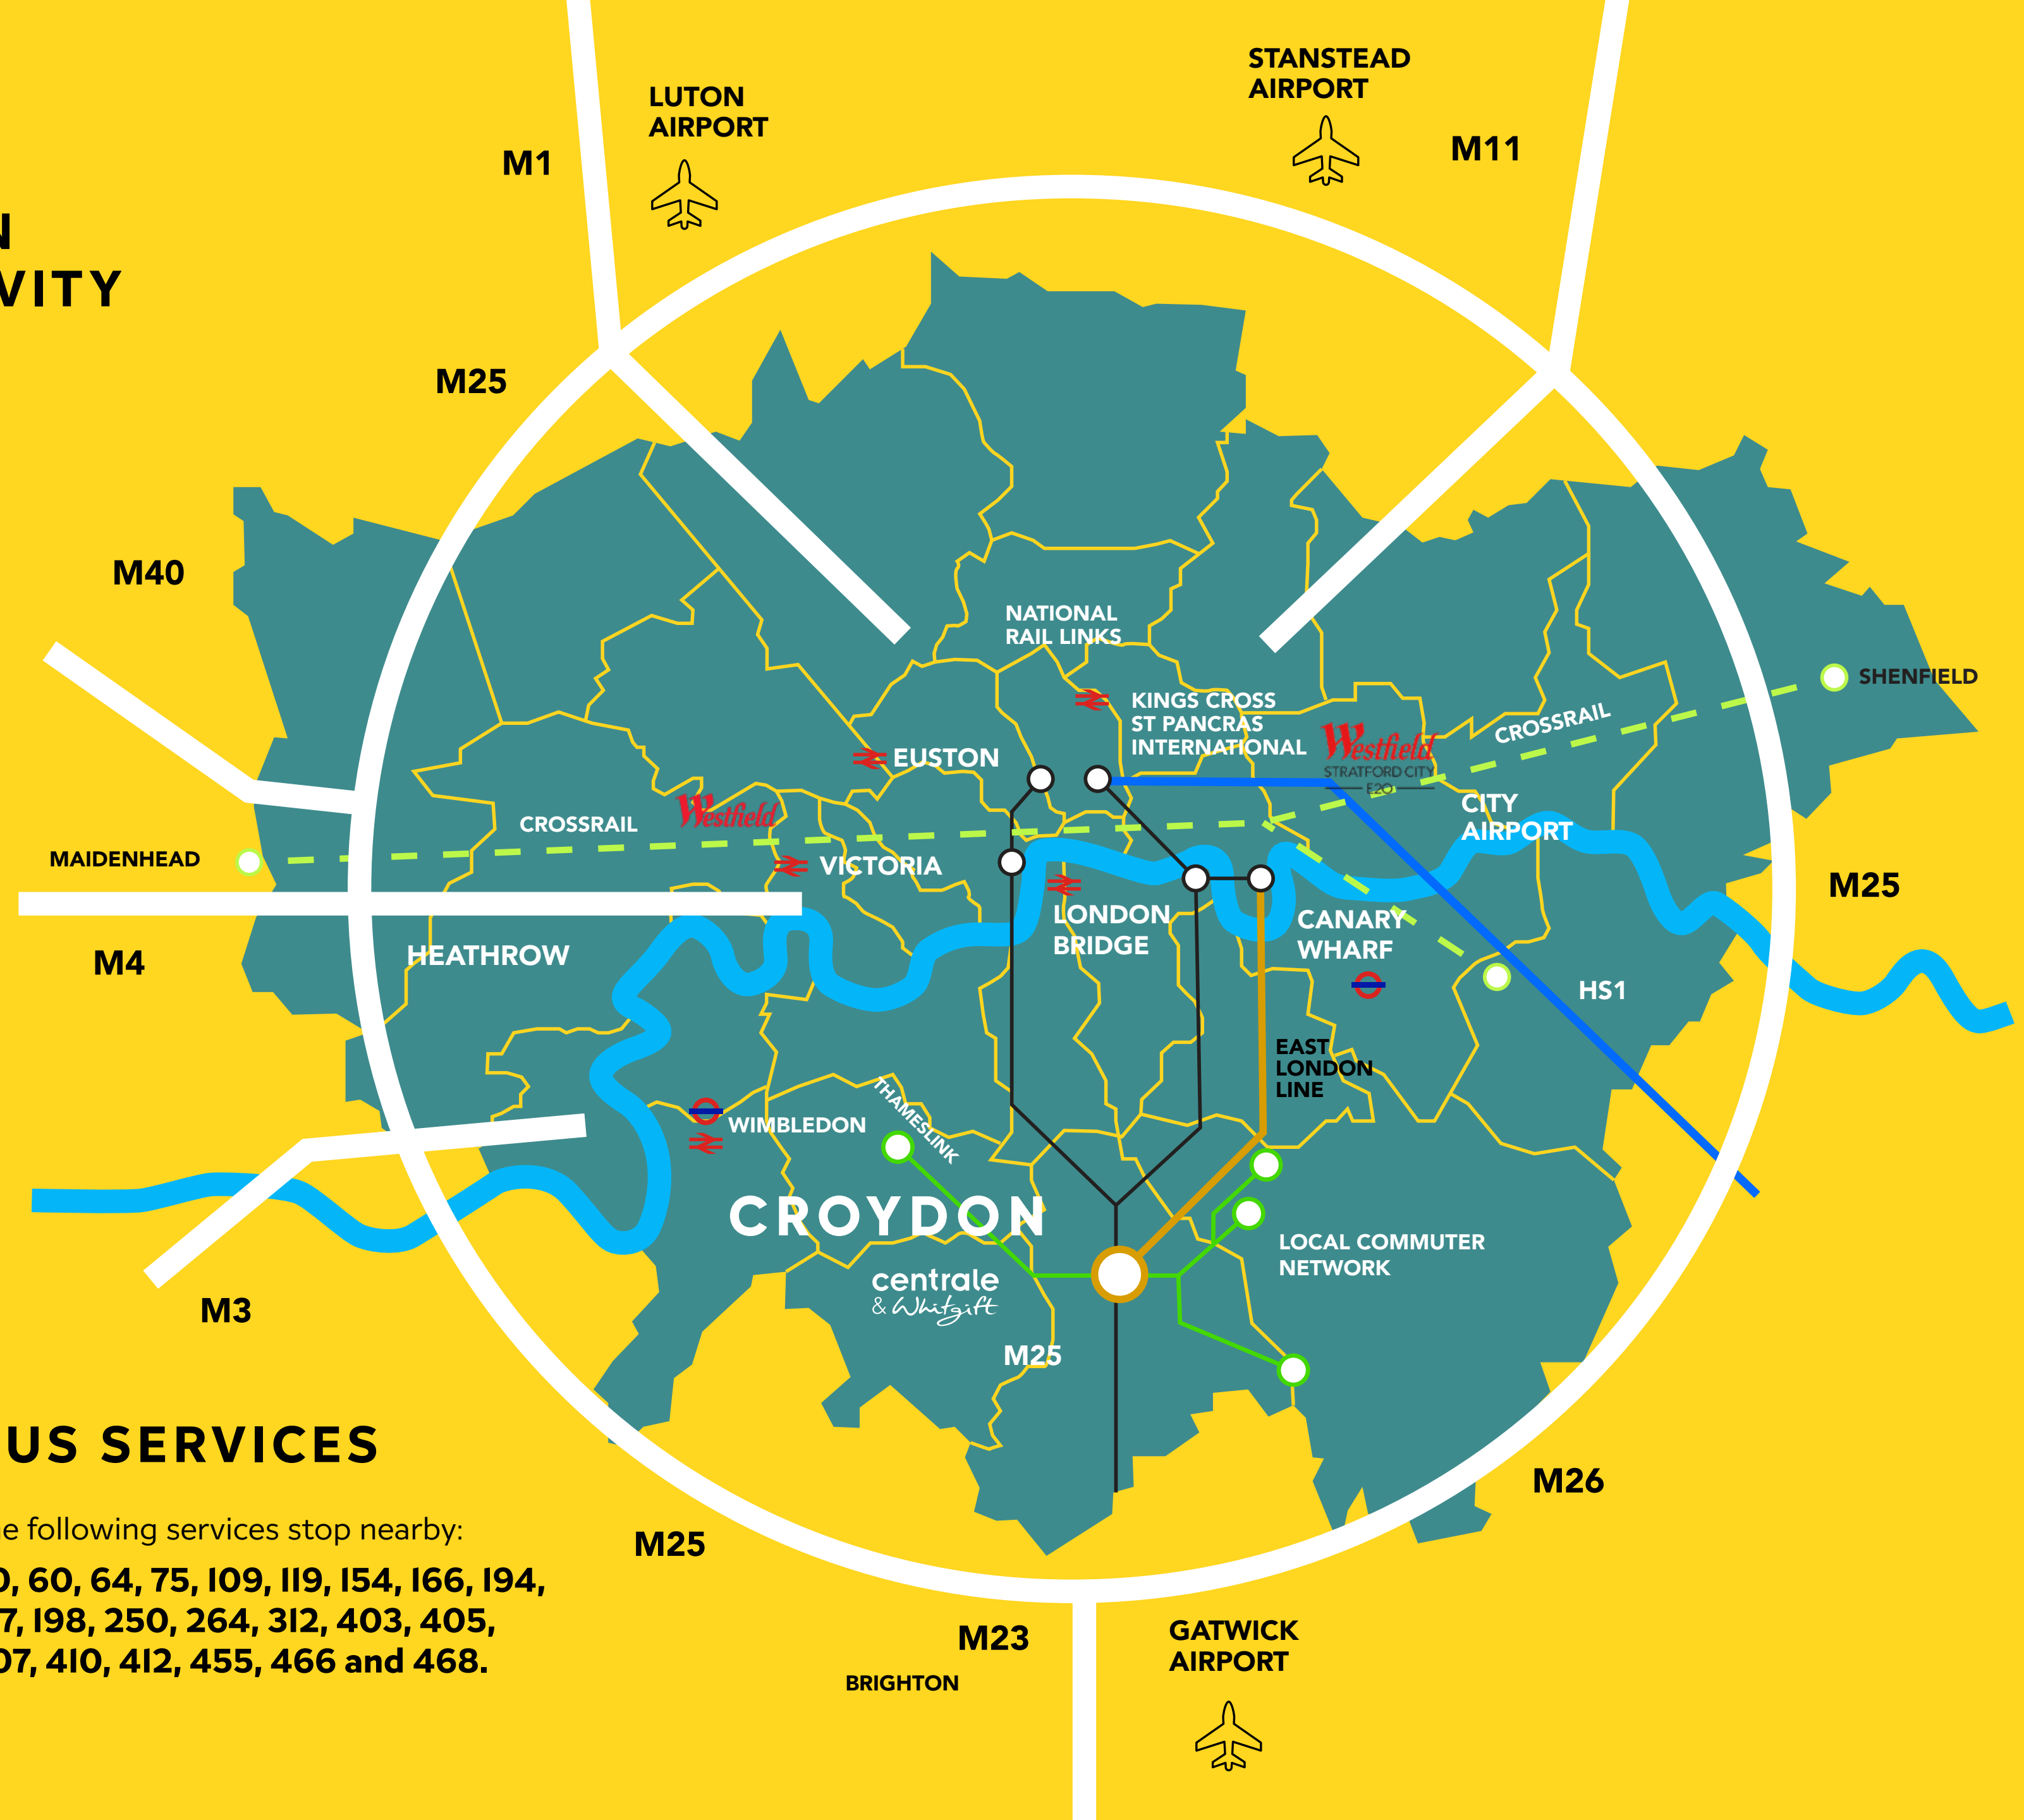 STANSTEAD
AIRPORT
LUTON
AIRPORT
M11
M1
N
VITY
M25
M40
NATIONAL
RAIL LINKS
SHENFIELD
KINGS CROSS
ST PANCRAS
INTERNATIONAL
CROSSRAIL
Westfield
STRATFORD CITY
E20
EUSTON
CITY
AIRPORT
Westfield
CROSSRAIL
MAIDENHEAD
VICTORIA
M25
LONDON
BRIDGE
CANARY
WHARF
HEATHROW
M4
HS1
EAST
LONDON
LINE
THAMESLINK
WIMBLEDON
CROYDON
LOCAL COMMUTER
NETWORK
centrale
& Whitgift
M3
M25
US SERVICES
M26
e following services stop nearby:
M25
0, 60, 64, 75, 109, 119, 154, 166, 194,
7, 198, 250, 264, 312, 403, 405,
07, 410, 412, 455, 466 and 468.
M23
GATWICK
AIRPORT
BRIGHTON